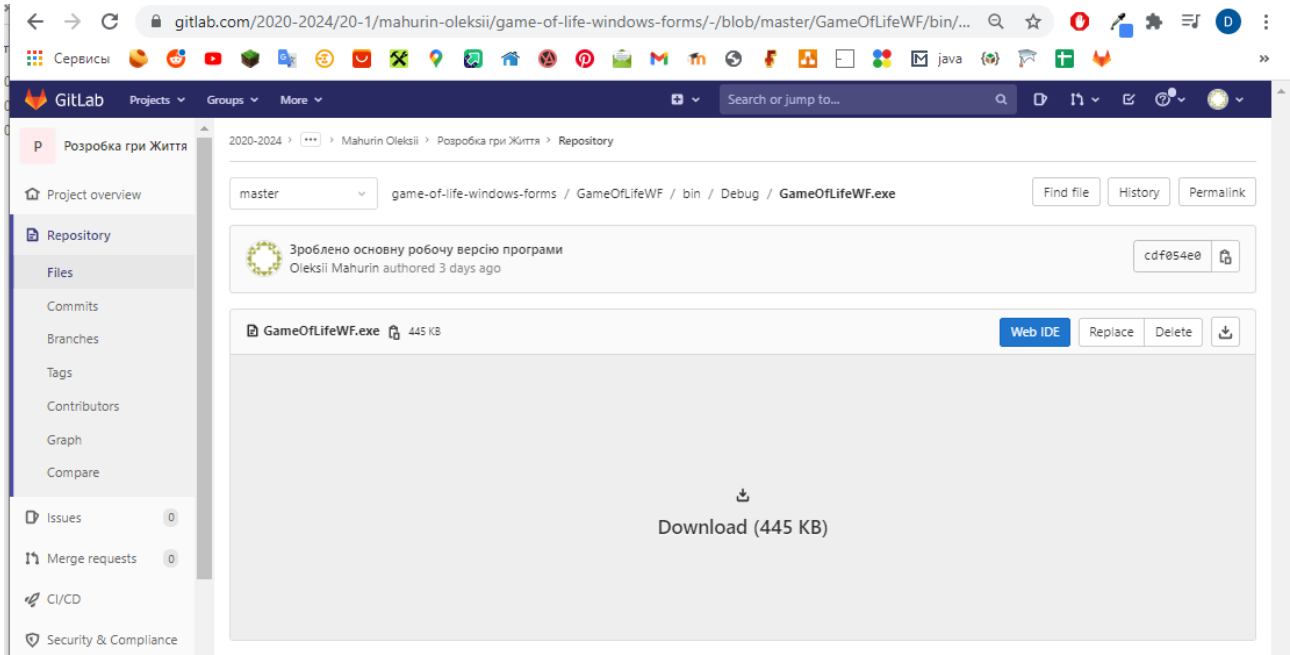 gitlab.com/2020-2024/20-1/mahurin-oleksii/game-of-life-windows-forms/-/blob/master/GameOfLifeWF/bin/... D
Сервисы java »
GitLab Projects Groups More Search or jump to...
P Розробка гри Життя
2020-2024 > ... > Mahurin Oleksii > Розробка гри Життя > Repository
Project overview
master game-of-life-windows-forms / GameOfLifeWF / bin / Debug / GameOfLifeWF.exe Find file History Permalink
Repository
Зроблено основну робочу версію програми
Oleksii Mahurin authored 3 days ago
cdf054e0
Files
Commits
Branches
Tags
Contributors
Graph
Compare
Issues 0
Merge requests 0
CI/CD
Security & Compliance
GameOfLifeWF.exe 445 KB Web IDE Replace Delete
Download (445 KB)